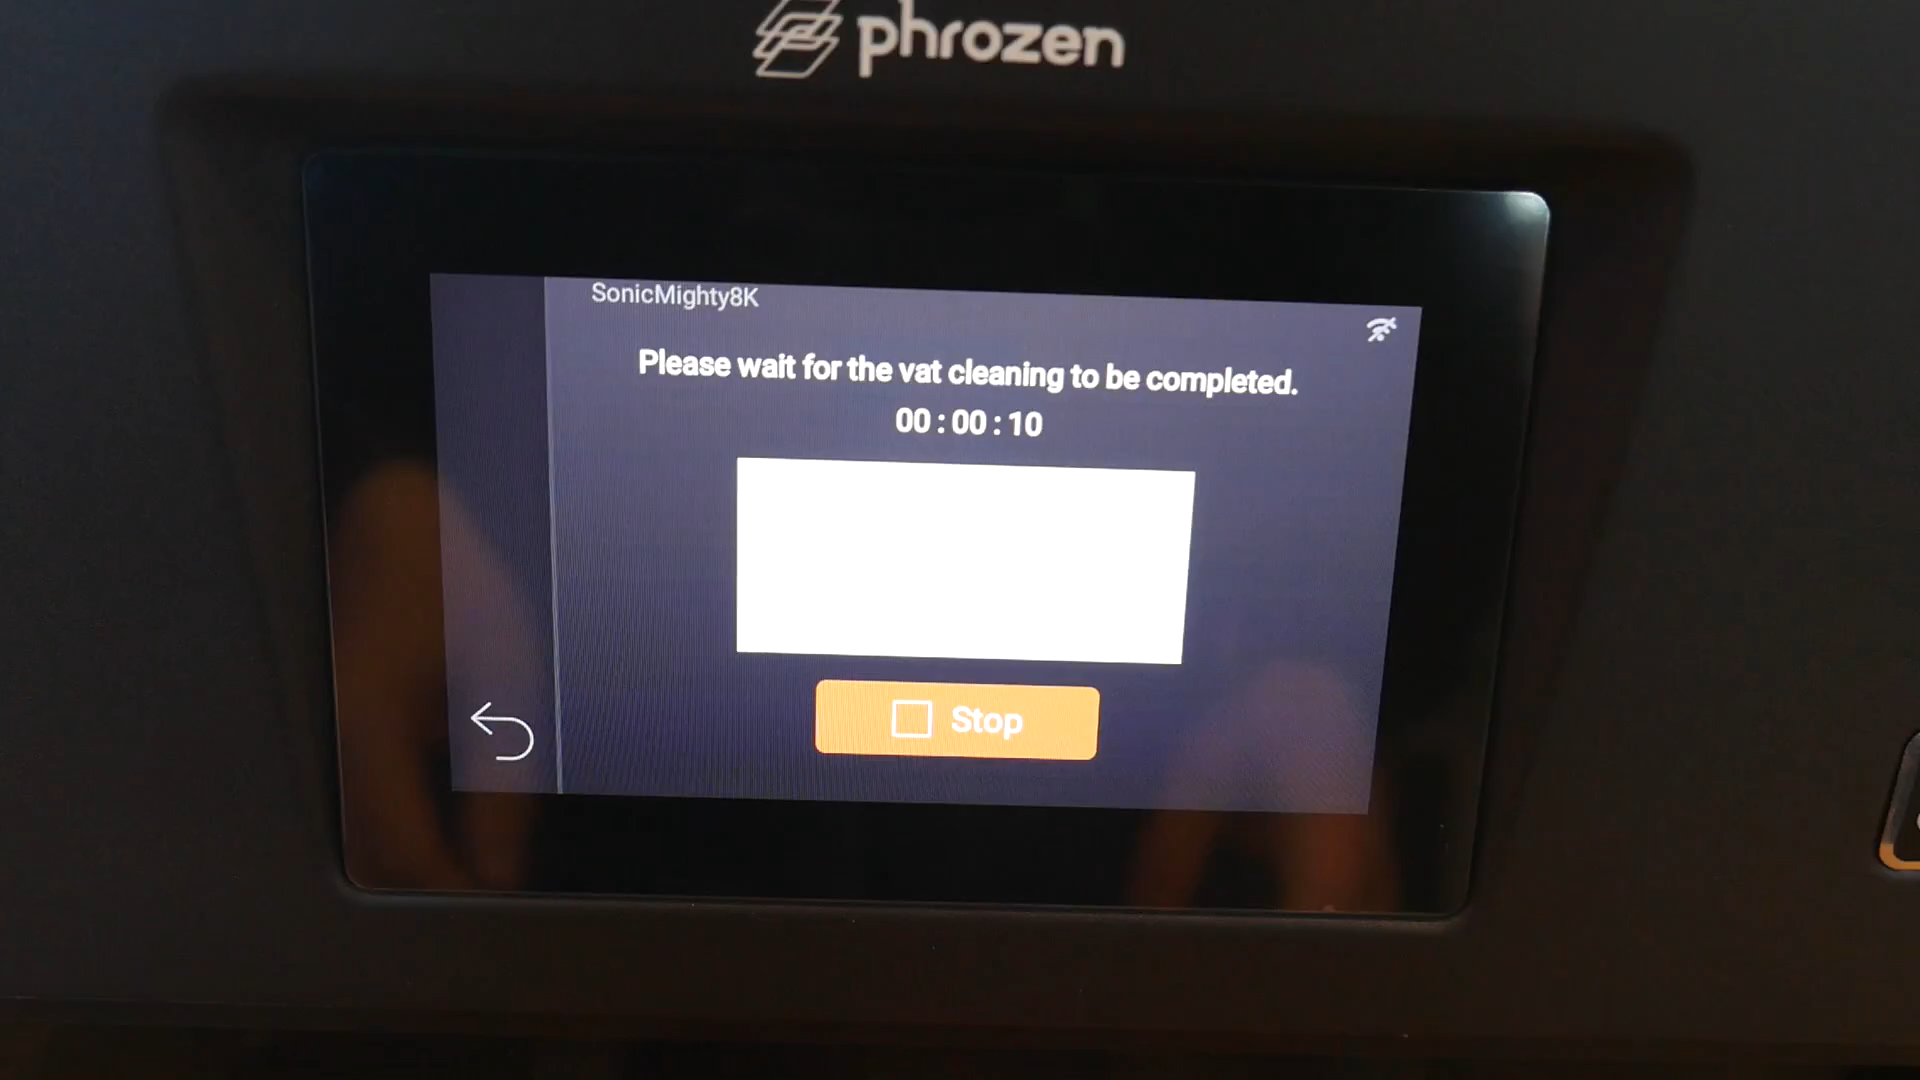 phrozen
SonicMighty8K
Please wait for the vat cleaning to be completed.
00:00:10
Stop